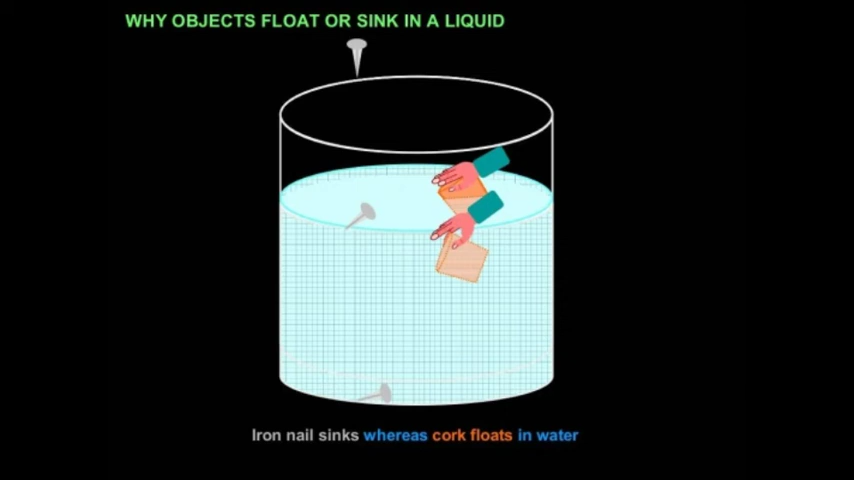 WHY OBJECTS FLOAT OR SINK IN A LIQUID
Iron nail sinks whereas cork floats in water